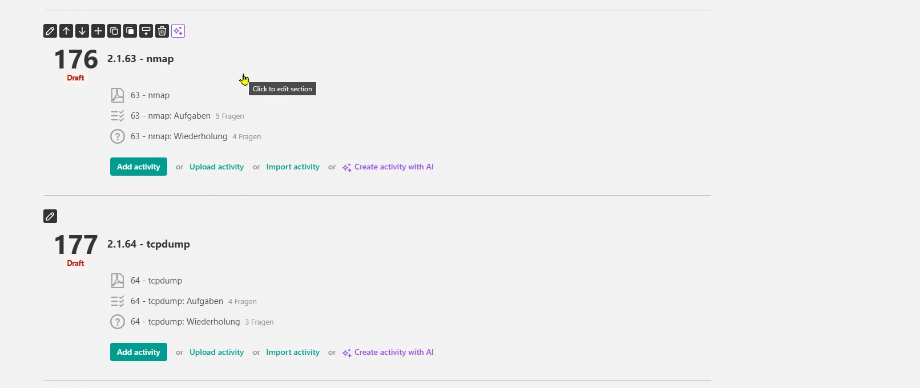 176 2.1.63 - nmap
Draft
Click to edit section
63 - nmap
63 - nmap: Aufgaben 5 Fragen
63 - nmap: Wiederholung 4 Fragen
Add activity or Upload activity or Import activity or Create activity with AI
177 2.1.64 - tcpdump
Draft
64 - tcpdump
64 - tcpdump: Aufgaben 4 Fragen
64 - tcpdump: Wiederholung 3 Fragen
Add activity or Upload activity or Import activity or Create activity with AI